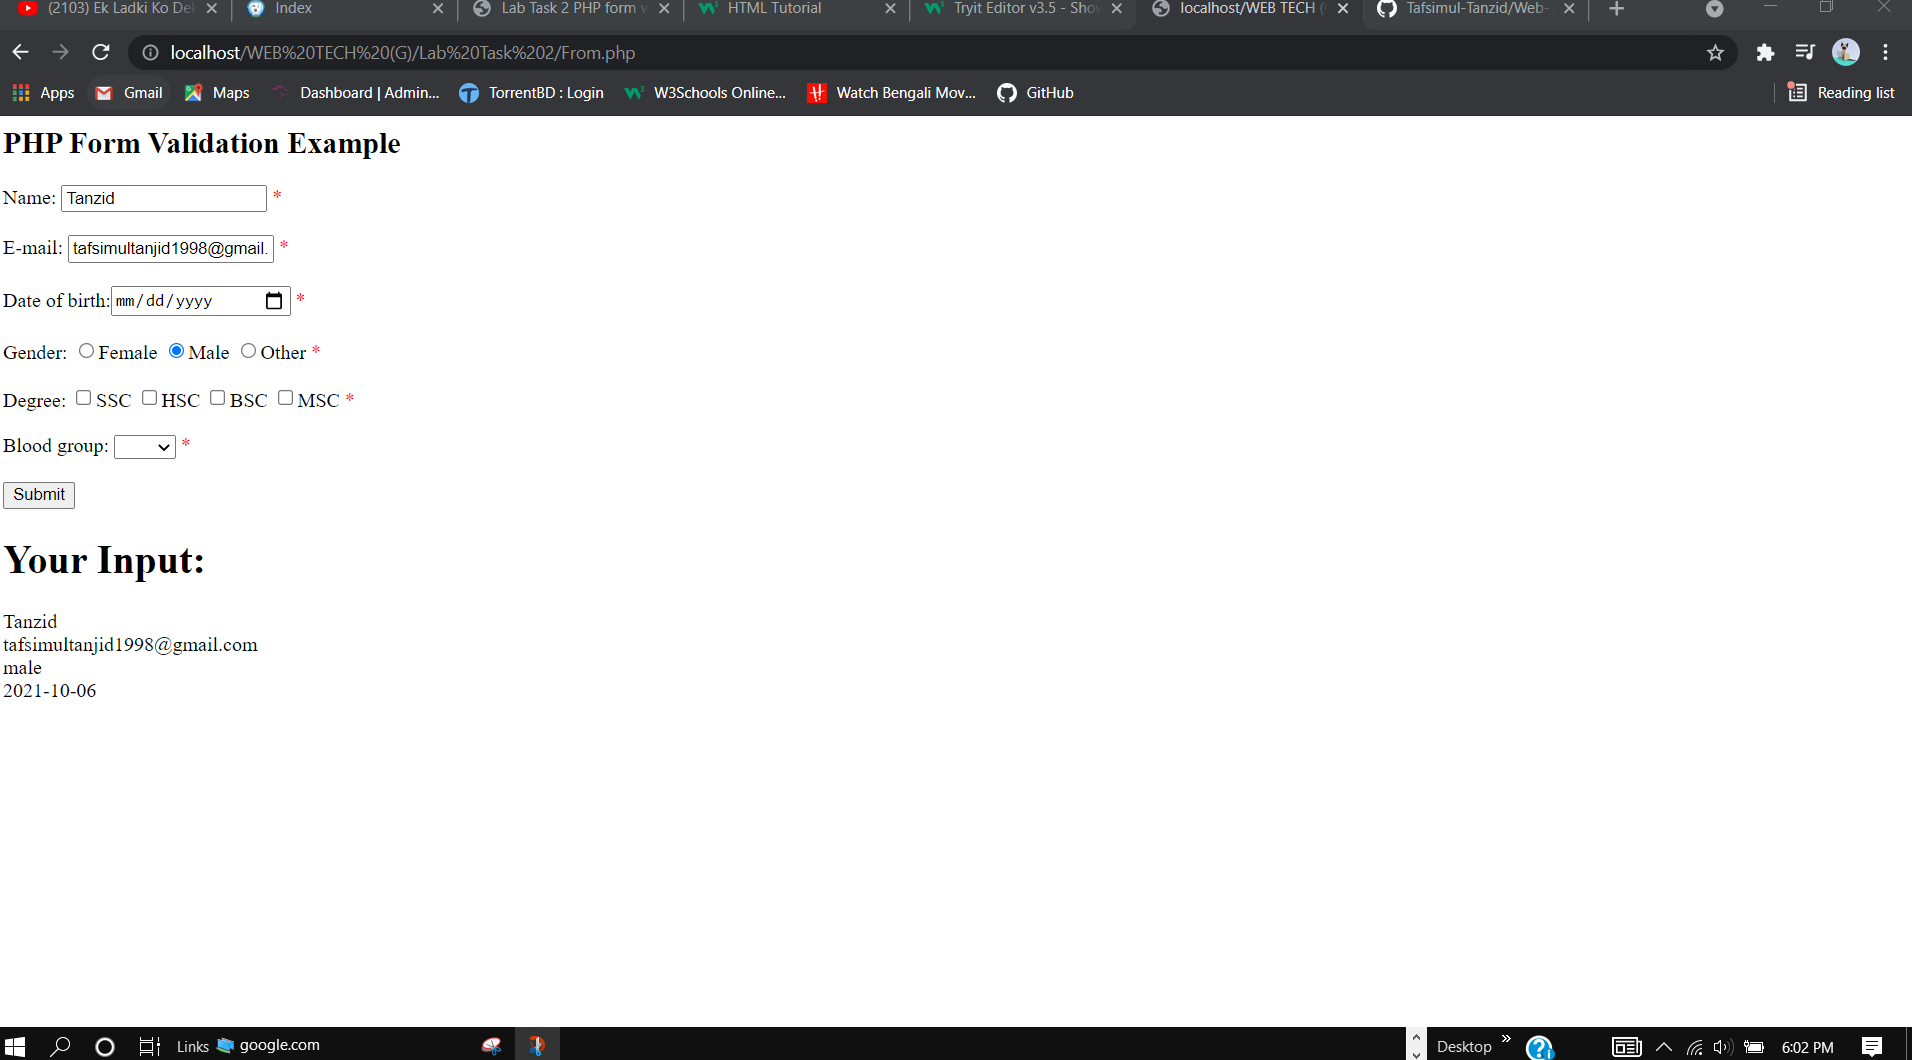 (2103) Ek Ladki Ko De
Index
Lab Task 2 PHP form v
HTML Tutorial
Tryit Editor v3.5 - Sho
localhost/WEB TECH (
Tafsimul-Tanzid/Web-
localhost/WEB%20TECH%20(G)/Lab%20Task%202/From.php
Apps
Gmail
Maps
Dashboard | Admin...
TorrentBD : Login
W3Schools Online...
Watch Bengali Mov...
GitHub
Reading list
PHP Form Validation Example
Name: Tanzid *
E-mail: tafsimultanjid1998@gmail. *
Date of birth: mm/dd/yyyy *
Gender: Female Male Other *
Degree: SSC HSC BSC MSC *
Blood group: *
Submit
Your Input:
Tanzid
tafsimultanjid1998@gmail.com
male
2021-10-06
Links google.com
Desktop »
6:02 PM